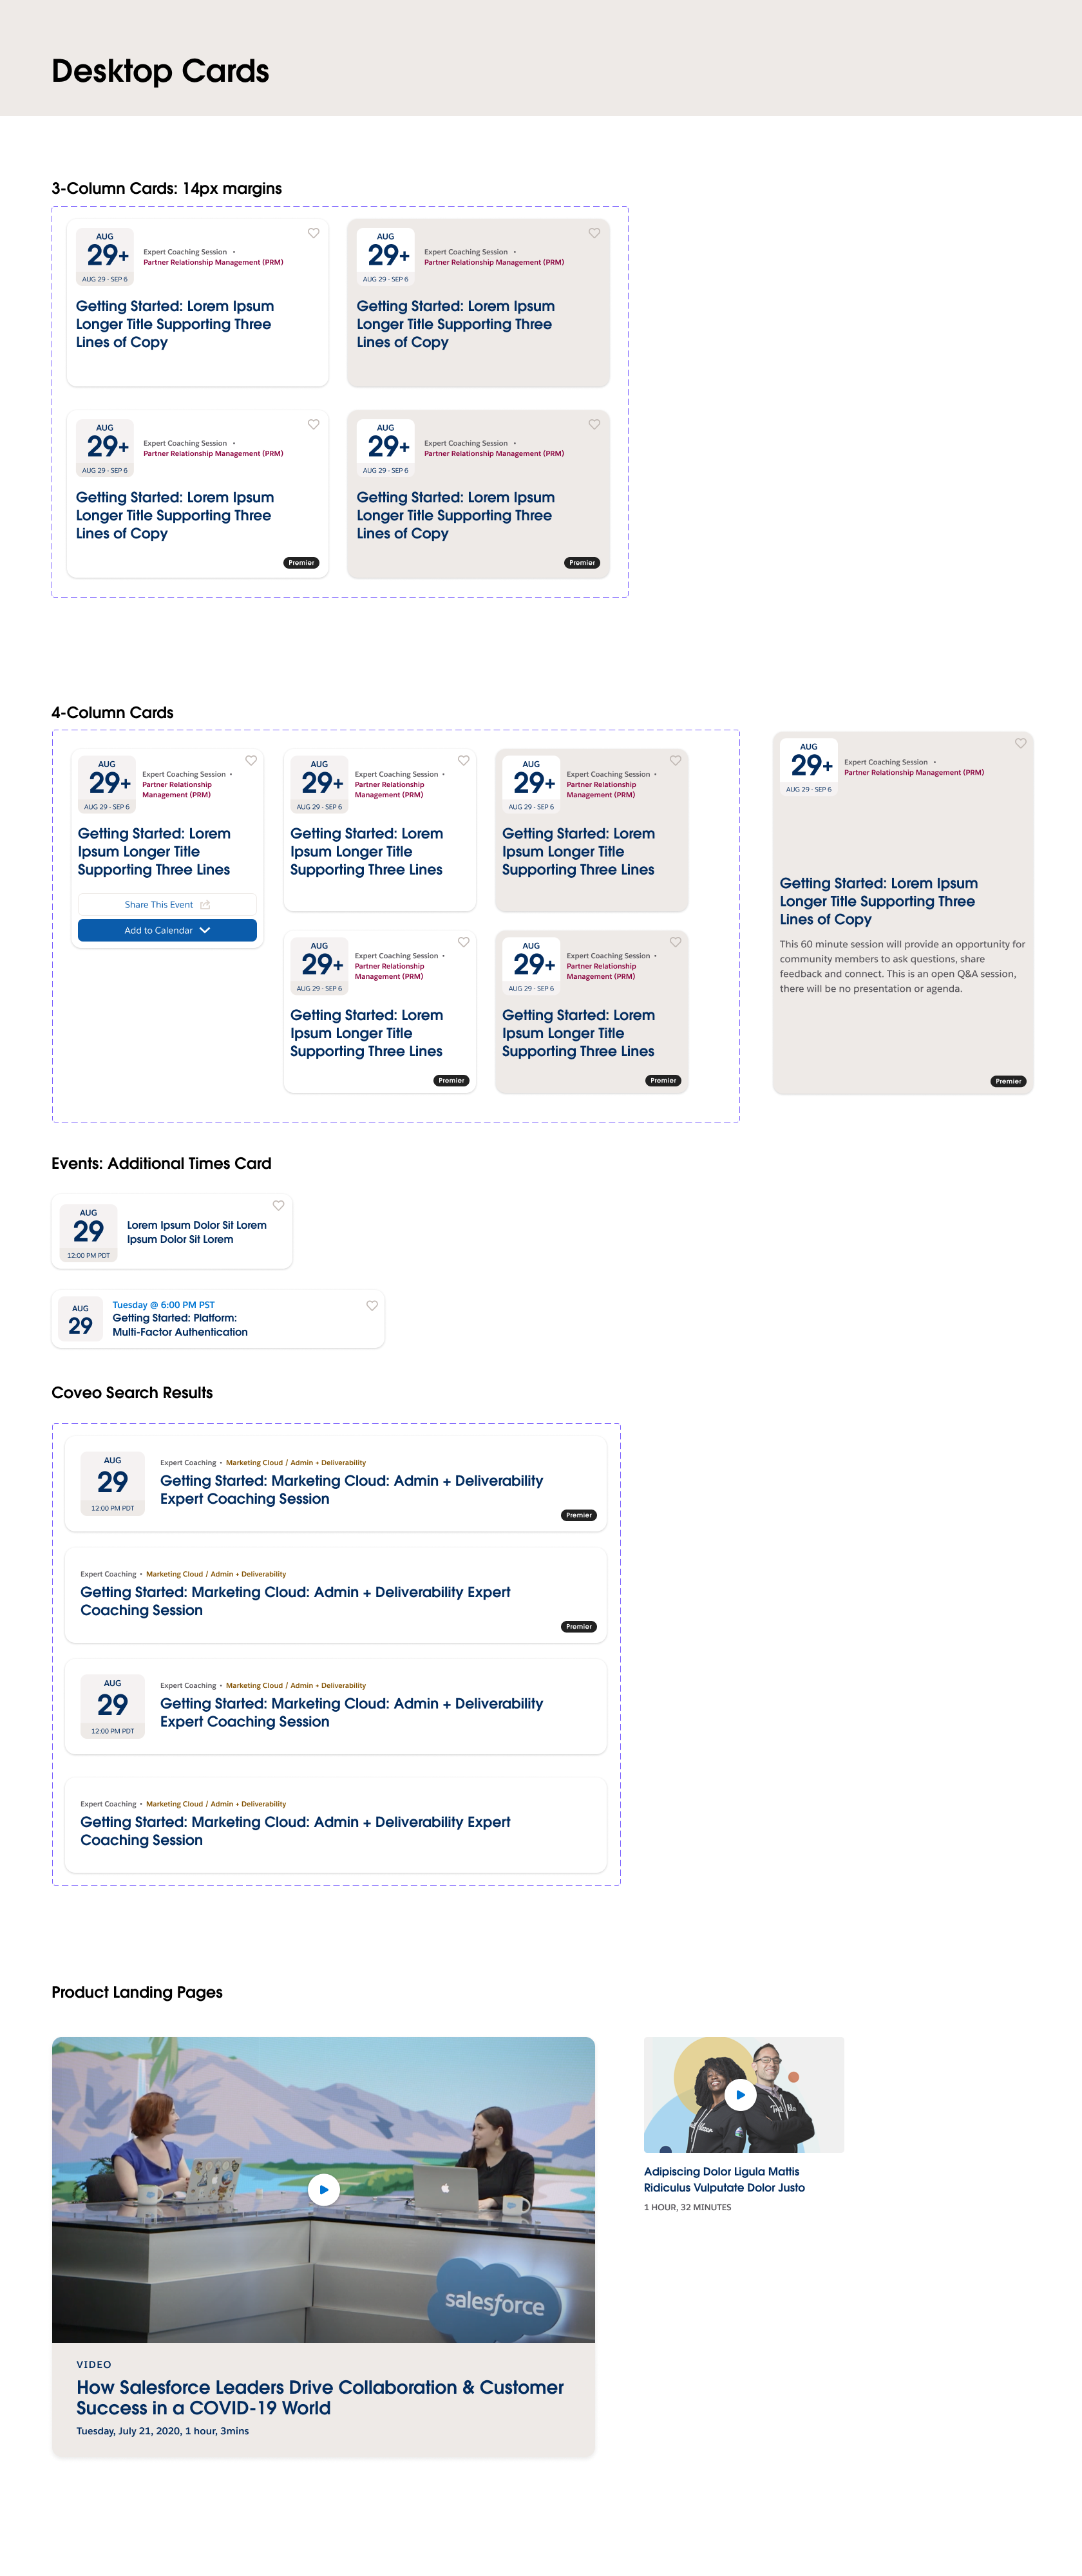 Desktop Cards
3-Column Cards: 14px margins
AUG
29+
AUG 29 - SEP 6
Expert Coaching Session •
Partner Relationship Management (PRM)
Getting Started: Lorem Ipsum
Longer Title Supporting Three
Lines of Copy
AUG
29+
AUG 29 - SEP 6
Expert Coaching Session •
Partner Relationship Management (PRM)
Getting Started: Lorem Ipsum
Longer Title Supporting Three
Lines of Copy
AUG
29+
AUG 29 - SEP 6
Expert Coaching Session •
Partner Relationship Management (PRM)
Getting Started: Lorem Ipsum
Longer Title Supporting Three
Lines of Copy
Premier
AUG
29+
AUG 29 - SEP 6
Expert Coaching Session •
Partner Relationship Management (PRM)
Getting Started: Lorem Ipsum
Longer Title Supporting Three
Lines of Copy
Premier
4-Column Cards
AUG
29+
AUG 29 - SEP 6
Expert Coaching Session •
Partner Relationship
Management (PRM)
Getting Started: Lorem
Ipsum Longer Title
Supporting Three Lines
Share This Event
Add to Calendar
AUG
29+
AUG 29 - SEP 6
Expert Coaching Session •
Partner Relationship
Management (PRM)
Getting Started: Lorem
Ipsum Longer Title
Supporting Three Lines
AUG
29+
AUG 29 - SEP 6
Expert Coaching Session •
Partner Relationship
Management (PRM)
Getting Started: Lorem
Ipsum Longer Title
Supporting Three Lines
AUG
29+
AUG 29 - SEP 6
Expert Coaching Session •
Partner Relationship Management (PRM)
Getting Started: Lorem Ipsum
Longer Title Supporting Three
Lines of Copy
This 60 minute session will provide an opportunity for
community members to ask questions, share
feedback and connect. This is an open Q&A session,
there will be no presentation or agenda.
Premier
AUG
29+
AUG 29 - SEP 6
Expert Coaching Session •
Partner Relationship
Management (PRM)
Getting Started: Lorem
Ipsum Longer Title
Supporting Three Lines
Premier
AUG
29+
AUG 29 - SEP 6
Expert Coaching Session •
Partner Relationship
Management (PRM)
Getting Started: Lorem
Ipsum Longer Title
Supporting Three Lines
Premier
Events: Additional Times Card
AUG
29
12:00 PM PDT
Lorem Ipsum Dolor Sit Lorem
Ipsum Dolor Sit Lorem
AUG
29
Tuesday @ 6:00 PM PST
Getting Started: Platform:
Multi-Factor Authentication
Coveo Search Results
AUG
29
12:00 PM PDT
Expert Coaching • Marketing Cloud / Admin + Deliverability
Getting Started: Marketing Cloud: Admin + Deliverability
Expert Coaching Session
Premier
Expert Coaching • Marketing Cloud / Admin + Deliverability
Getting Started: Marketing Cloud: Admin + Deliverability Expert
Coaching Session
Premier
AUG
29
12:00 PM PDT
Expert Coaching • Marketing Cloud / Admin + Deliverability
Getting Started: Marketing Cloud: Admin + Deliverability
Expert Coaching Session
Expert Coaching • Marketing Cloud / Admin + Deliverability
Getting Started: Marketing Cloud: Admin + Deliverability Expert
Coaching Session
Product Landing Pages
salesforce
VIDEO
How Salesforce Leaders Drive Collaboration & Customer
Success in a COVID-19 World
Tuesday, July 21, 2020, 1 hour, 3mins
Adipiscing Dolor Ligula Mattis
Ridiculus Vulputate Dolor Justo
1 HOUR, 32 MINUTES